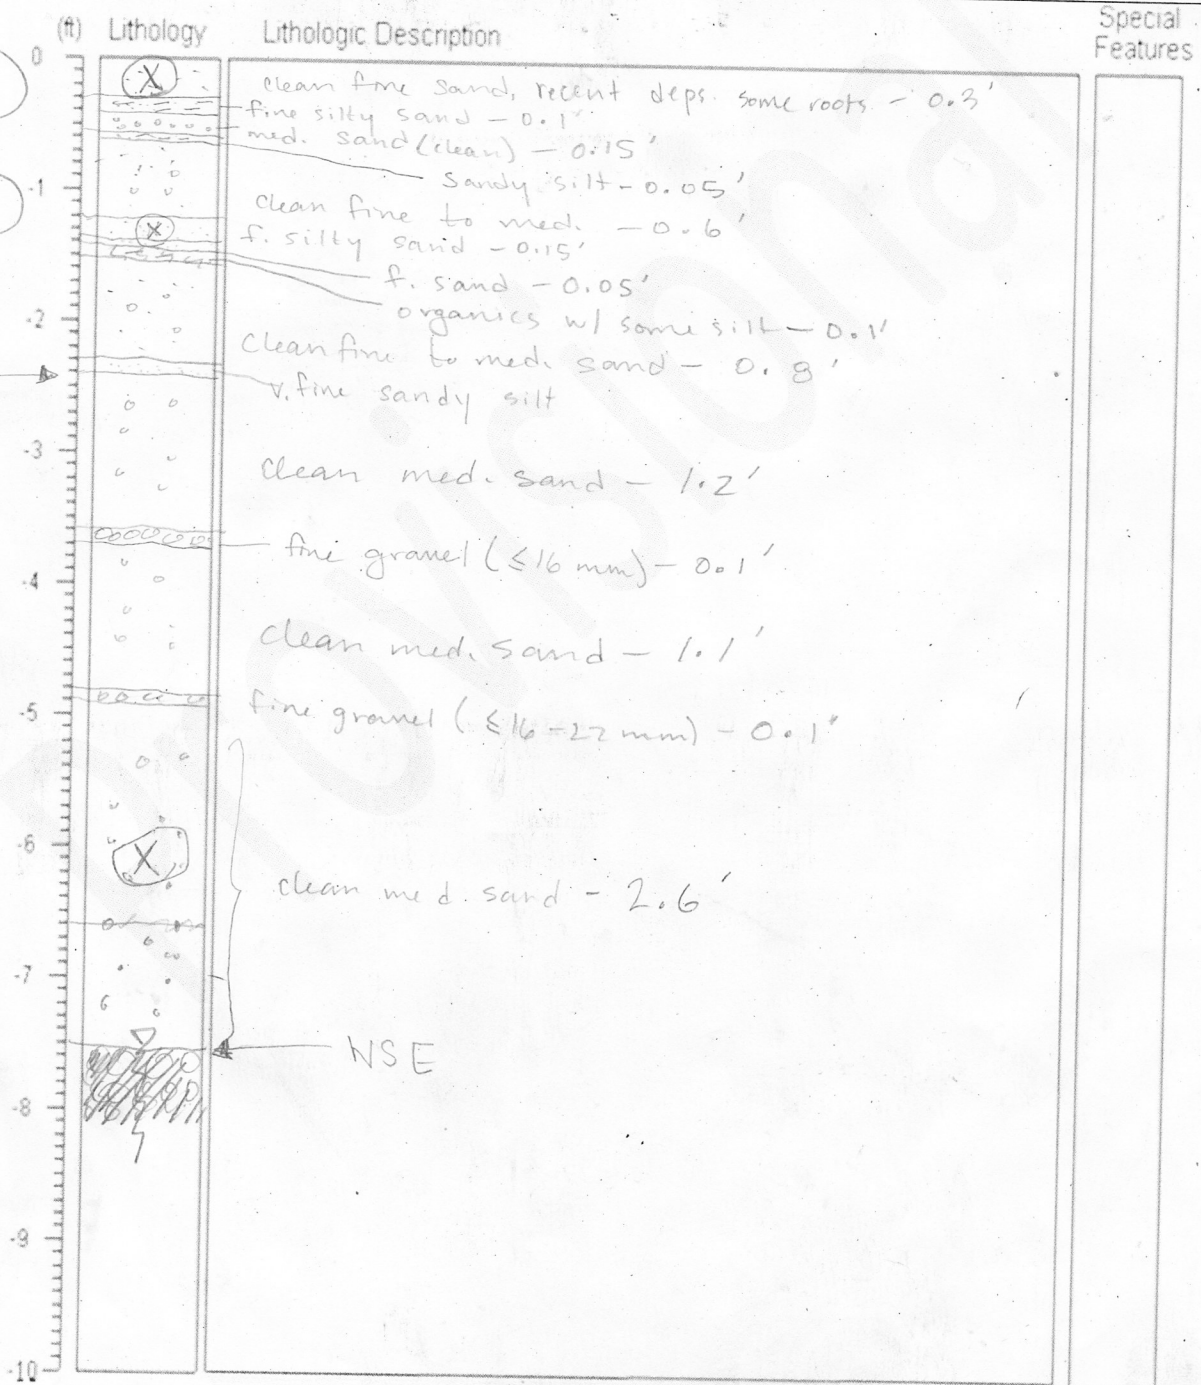 (ft) Lithology Lithologic Description Special Features
0
clean fine sand, recent deps. some roots - 0.3'
fine silty sand - 0.1'
med. sand (clean) - 0.15'
-1
sandy silt - 0.05'
clean fine to med. - 0.6'
f. silty sand - 0.15'
f. sand - 0.05'
-2
organics w/ some silt - 0.1'
clean fine to med. sand - 0.8'
v. fine sandy silt
-3
clean med. sand - 1.2'
fine gravel (≤16 mm) - 0.1'
-4
clean med. sand - 1.1'
-5
fine gravel (≤16-22 mm) - 0.1'
-6
X
clean med. sand - 2.6'
-7
WSE
-8
-9
-10
Provisional